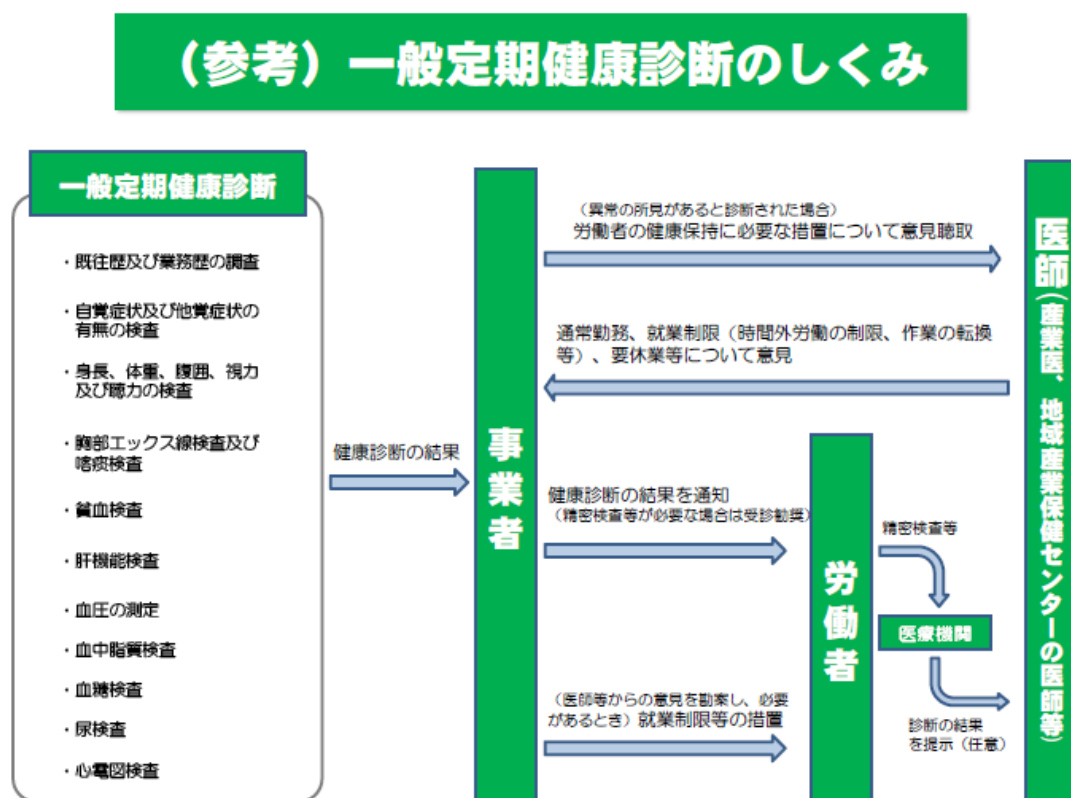 （参考）一般定期健康診断のしくみ
一般定期健康診断
・既往歴及び業務歴の調査
・自覚症状及び他覚症状の
有無の検査
・身長、体重、腹囲、視力
及び聴力の検査
・胸部エックス線検査及び
喀痰検査
・貧血検査
・肝機能検査
・血圧の測定
・血中脂質検査
・血糖検査
・尿検査
・心電図検査
健康診断の結果
事業者
（異常の所見があると診断された場合）
労働者の健康保持に必要な措置について意見聴取
通常勤務、就業制限（時間外労働の制限、作業の転換
等）、要休業等について意見
健康診断の結果を通知
（精密検査等が必要な場合は受診勧奨）
（医師等からの意見を勘案し、必要
があるとき）就業制限等の措置
労働者
精密検査等
医療機関
診断の結果
を提示（任意）
医師（産業医、地域産業保健センターの医師等）